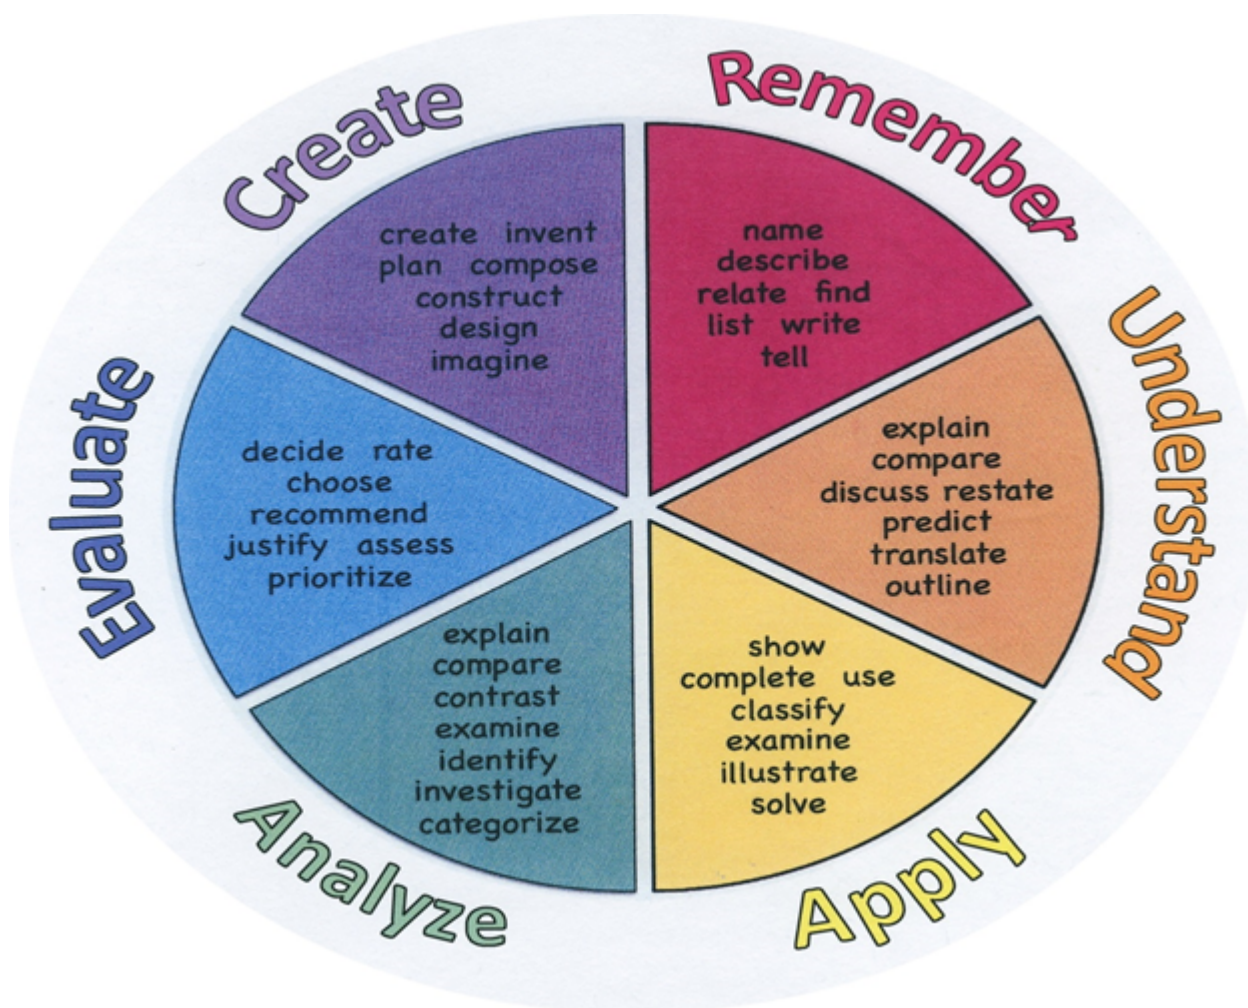 Remember
name
describe
relate find
list write
tell
Understand
explain
compare
discuss restate
predict
translate
outline
Apply
show
complete use
classify
examine
illustrate
solve
Analyze
explain
compare
contrast
examine
identify
investigate
categorize
Evaluate
decide rate
choose
recommend
justify assess
prioritize
Create
create invent
plan compose
construct
design
imagine